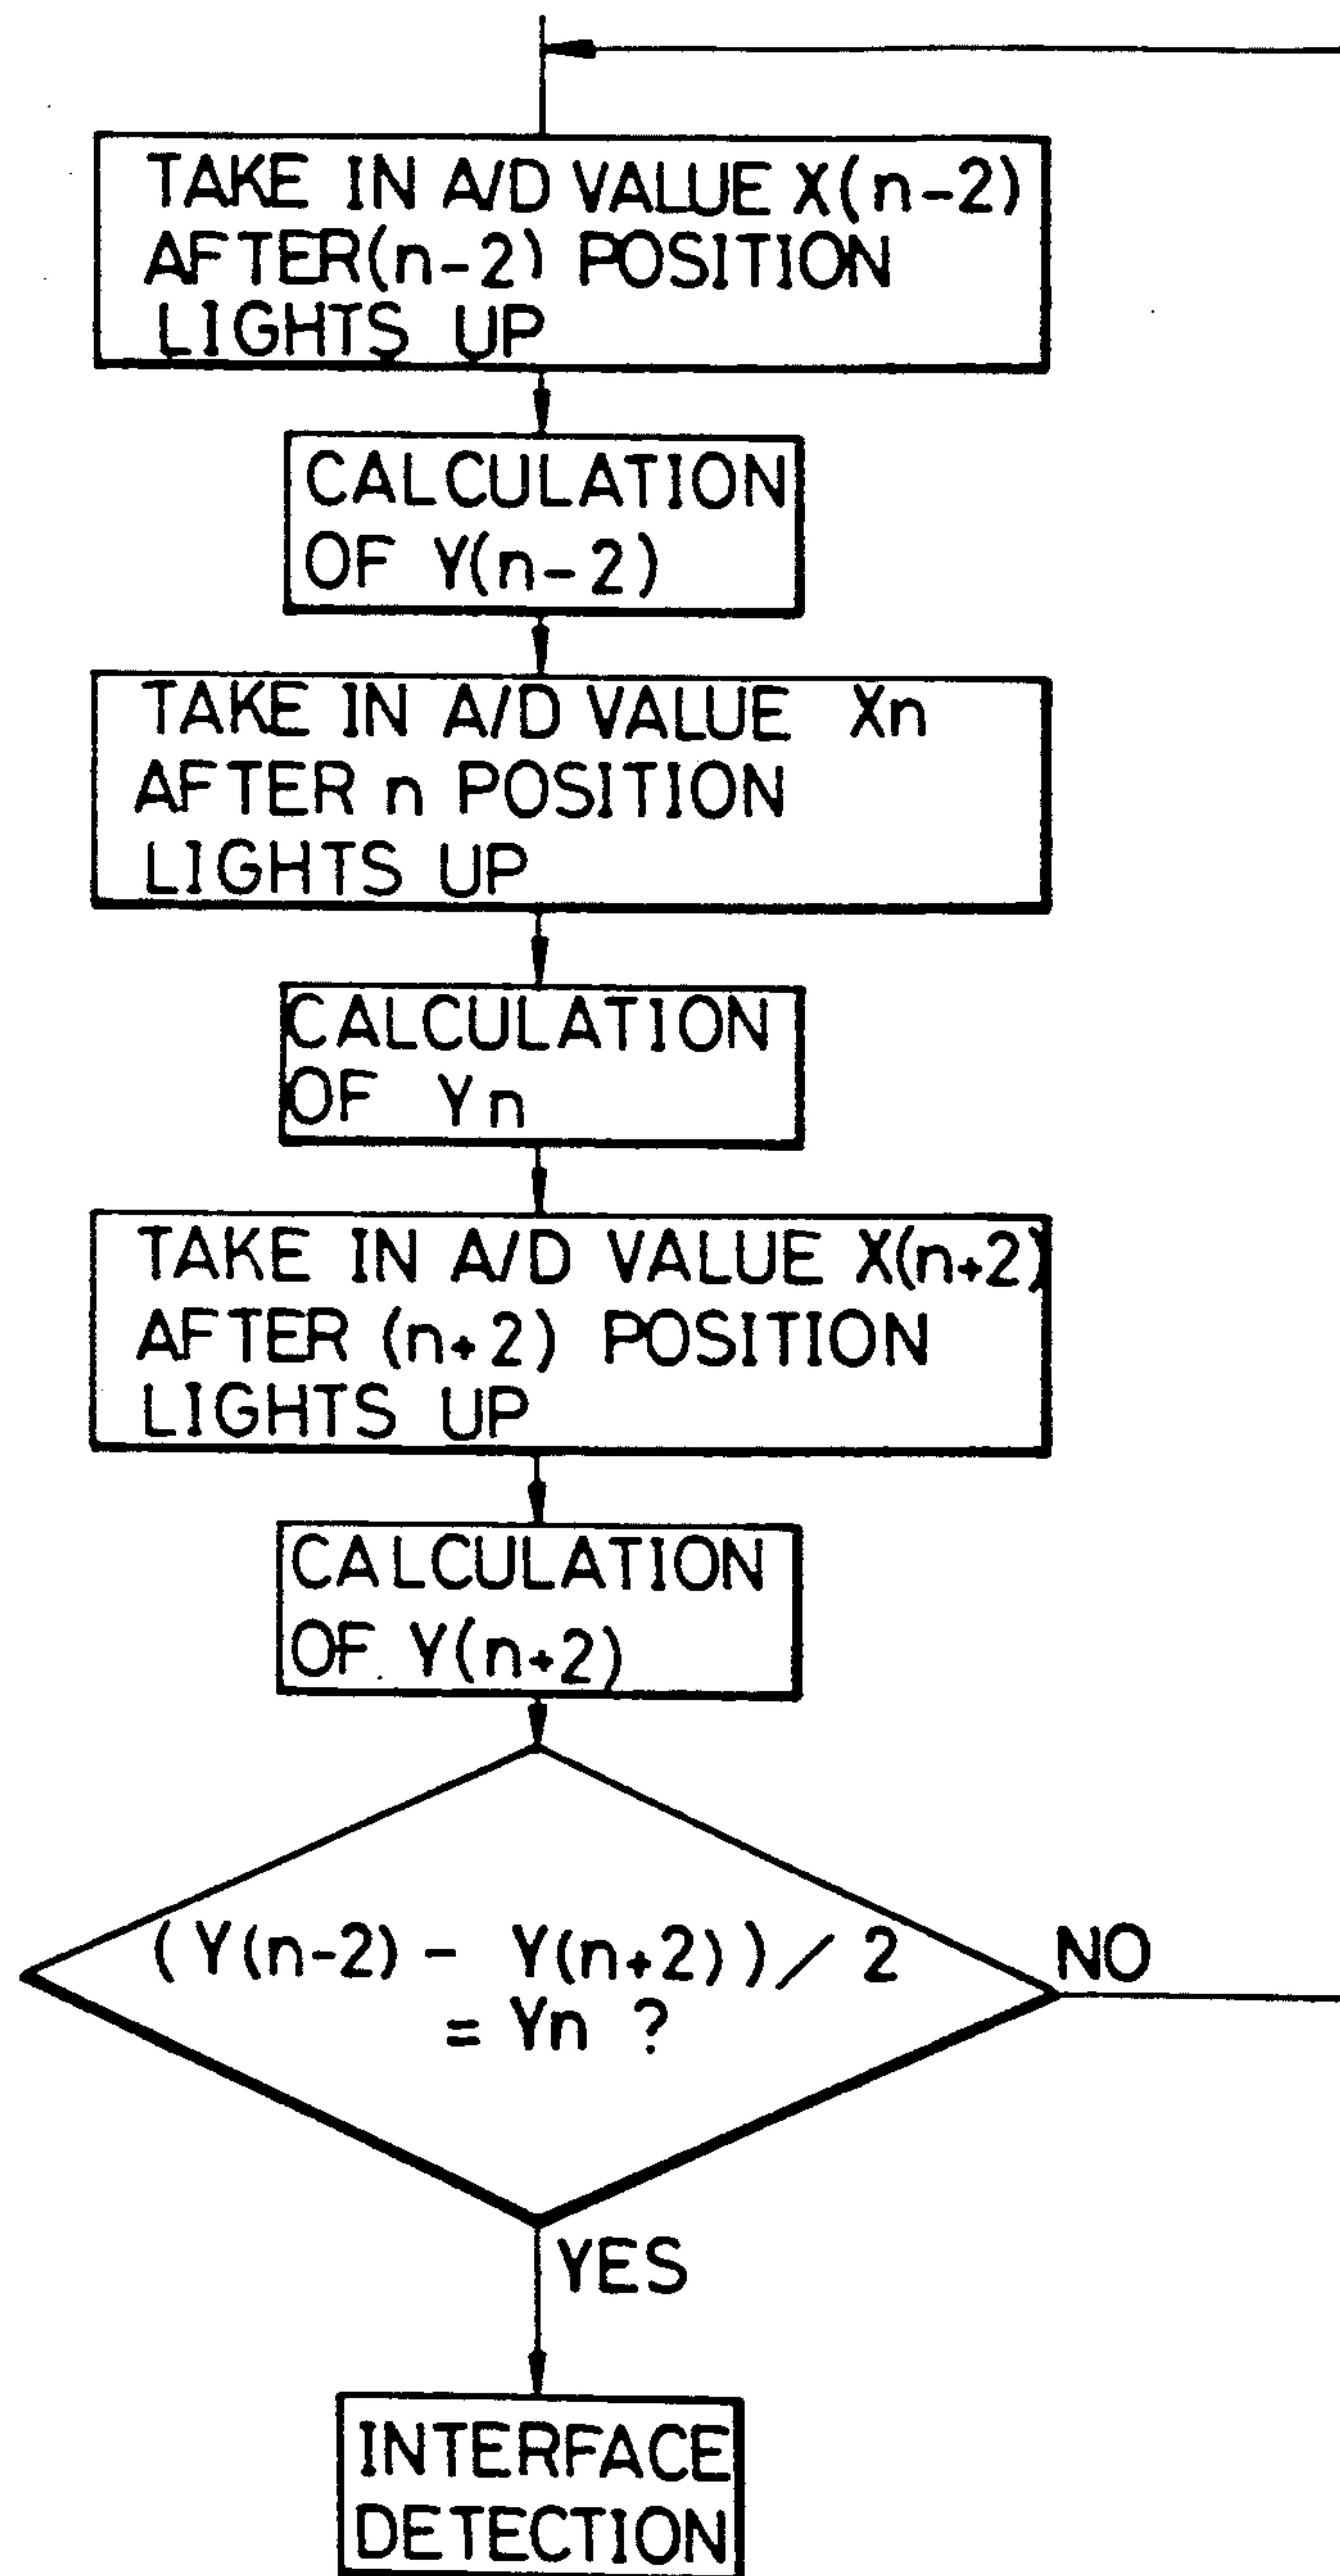 TAKE IN A/D VALUE X(n-2)
AFTER(n-2) POSITION
LIGHTS UP
CALCULATION
OF Y(n-2)
TAKE IN A/D VALUE Xn
AFTER n POSITION
LIGHTS UP
CALCULATION
OF Yn
TAKE IN A/D VALUE X(n+2)
AFTER (n+2) POSITION
LIGHTS UP
CALCULATION
OF Y(n+2)
(Y(n-2) - Y(n+2)) / 2
= Yn ?
NO
YES
INTERFACE
DETECTION